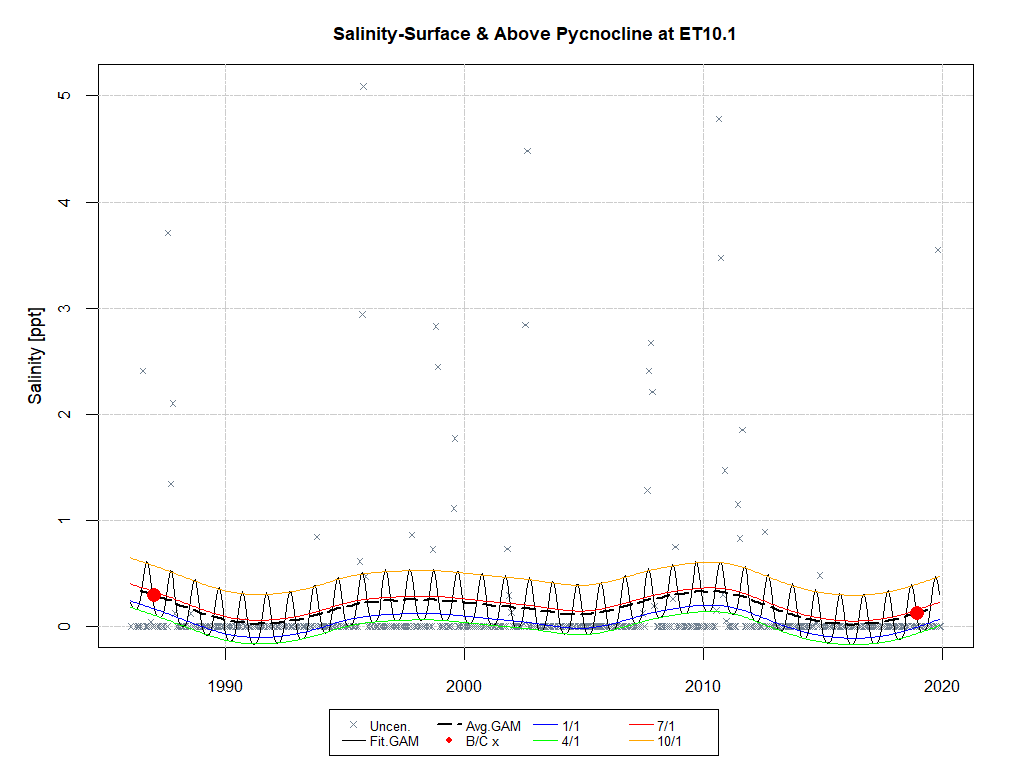 Salinity-Surface & Above Pycnocline at ET10.1
Salinity [ppt]
5
4
3
2
1
0
1990 2000 2010 2020
Uncen. Avg.GAM 1/1 7/1
Fit.GAM B/C x 4/1 10/1